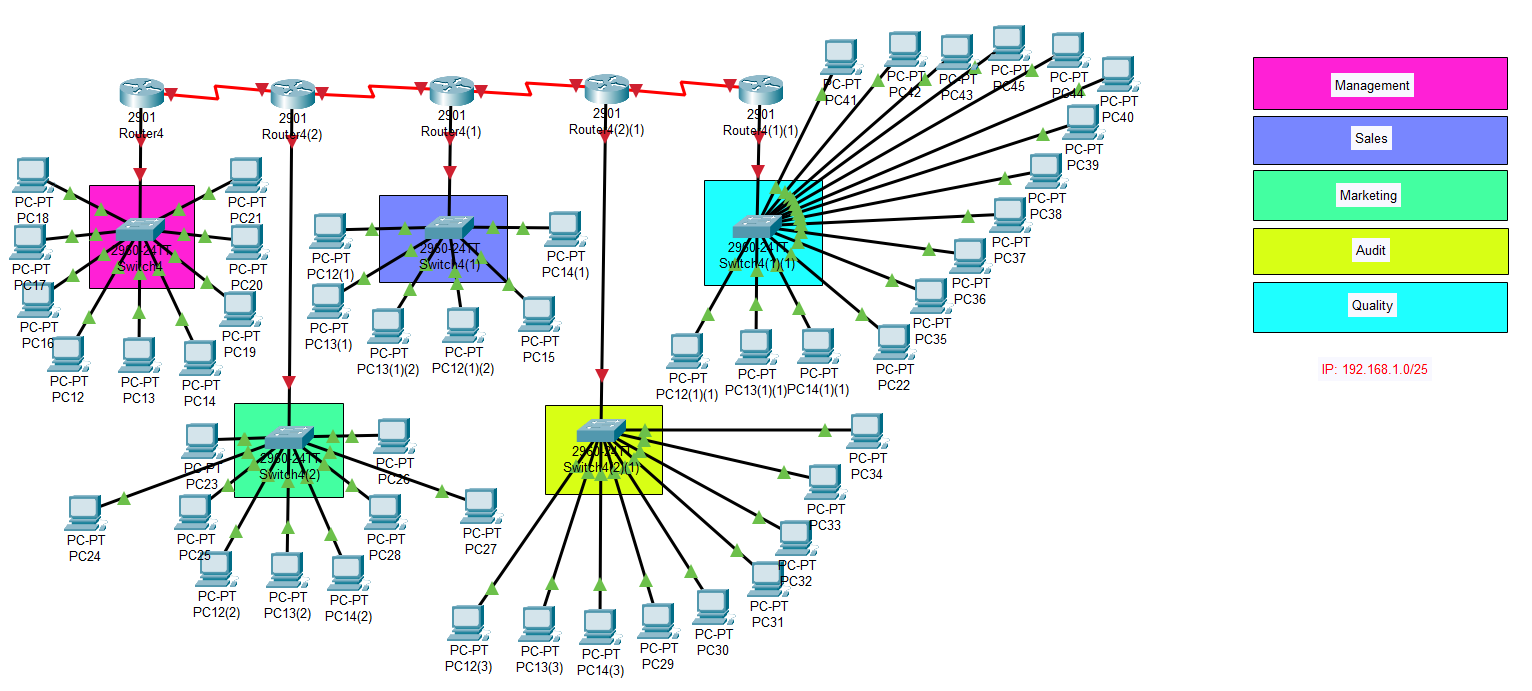 2901
Router4
2901
Router4(2)
2901
Router4(1)
2901
Router4(2)(1)
2901
Router4(1)(1)
PC-PT
PC41
PC-PT
PC42
PC-PT
PC43
PC-PT
PC45
PC-PT
PC44
PC-PT
PC40
PC-PT
PC39
PC-PT
PC38
PC-PT
PC37
PC-PT
PC36
PC-PT
PC35
PC-PT
PC22
PC-PT
PC14(1)(1)
PC-PT
PC13(1)(1)
PC-PT
PC12(1)(1)
2960-24TT
Switch4(1)(1)
PC-PT
PC18
PC-PT
PC21
PC-PT
PC17
PC-PT
PC20
2960-24TT
Switch4
PC-PT
PC16
PC-PT
PC19
PC-PT
PC12
PC-PT
PC13
PC-PT
PC14
PC-PT
PC12(1)
2960-24TT
Switch4(1)
PC-PT
PC14(1)
PC-PT
PC13(1)
PC-PT
PC13(1)(2)
PC-PT
PC12(1)(2)
PC-PT
PC15
PC-PT
PC23
2960-24TT
Switch4(2)
PC-PT
PC26
PC-PT
PC24
PC-PT
PC25
PC-PT
PC28
PC-PT
PC27
PC-PT
PC12(2)
PC-PT
PC13(2)
PC-PT
PC14(2)
2960-24TT
Switch4(2)(1)
PC-PT
PC34
PC-PT
PC33
PC-PT
PC32
PC-PT
PC31
PC-PT
PC30
PC-PT
PC29
PC-PT
PC14(3)
PC-PT
PC13(3)
PC-PT
PC12(3)
Management
Sales
Marketing
Audit
Quality
IP: 192.168.1.0/25